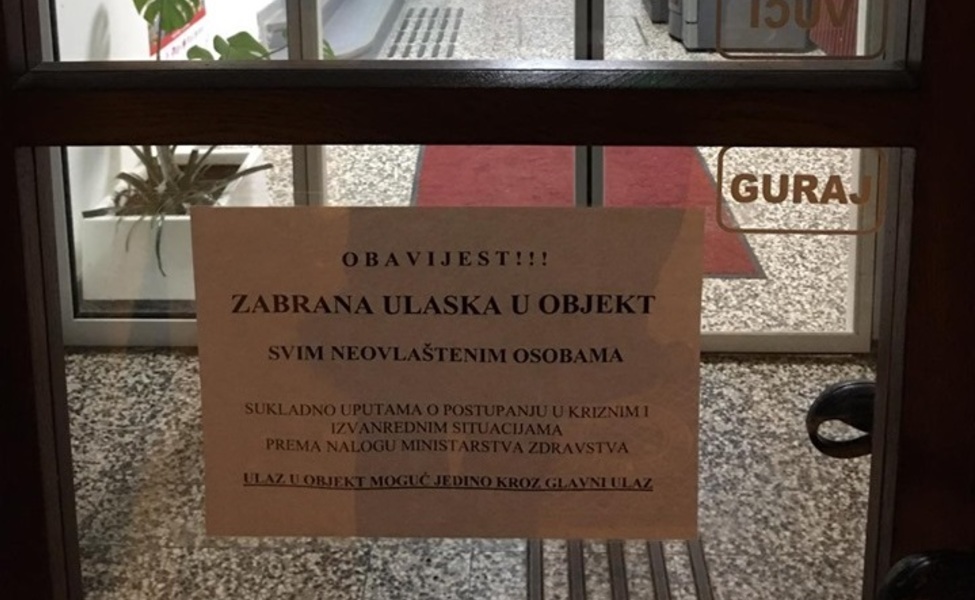 GURAJ
OBAVIJEST!!!
ZABRANA ULASKA U OBJEKT
SVIM NEOVLAŠTENIM OSOBAMA
SUKLADNO UPUTAMA O POSTUPANJU U KRIZNIM I
IZVANREDNIM SITUACIJAMA
PREMA NALOGU MINISTARSTVA ZDRAVSTVA
ULAZ U OBJEKT MOGUĆ JEDINO KROZ GLAVNI ULAZ